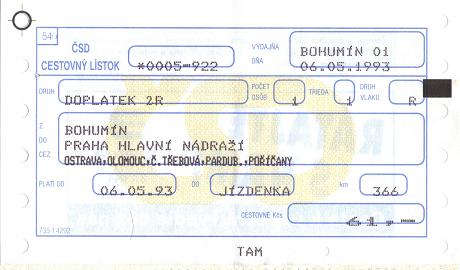 54
ČSD
CESTOVNÝ LÍSTOK
*0005-922
VÝDAJŇA
DŇA
BOHUMÍN 01
06.05.1993
DRUH
DOPLATEK 2R
POČET OSÔB
1
TRIEDA
1
DRUH VLAKU
R
Z
DO
CEZ
BOHUMÍN
PRAHA HLAVNÍ NÁDRAŽÍ
OSTRAVA,OLOMOUC,Č.TŘEBOVÁ,PARDUB.,POŘÍČANY
PLATÍ OD
06.05.93
DO
JÍZDENKA
km
366
CESTOVNÉ Kčs
61,--
735 1 4292
TAM